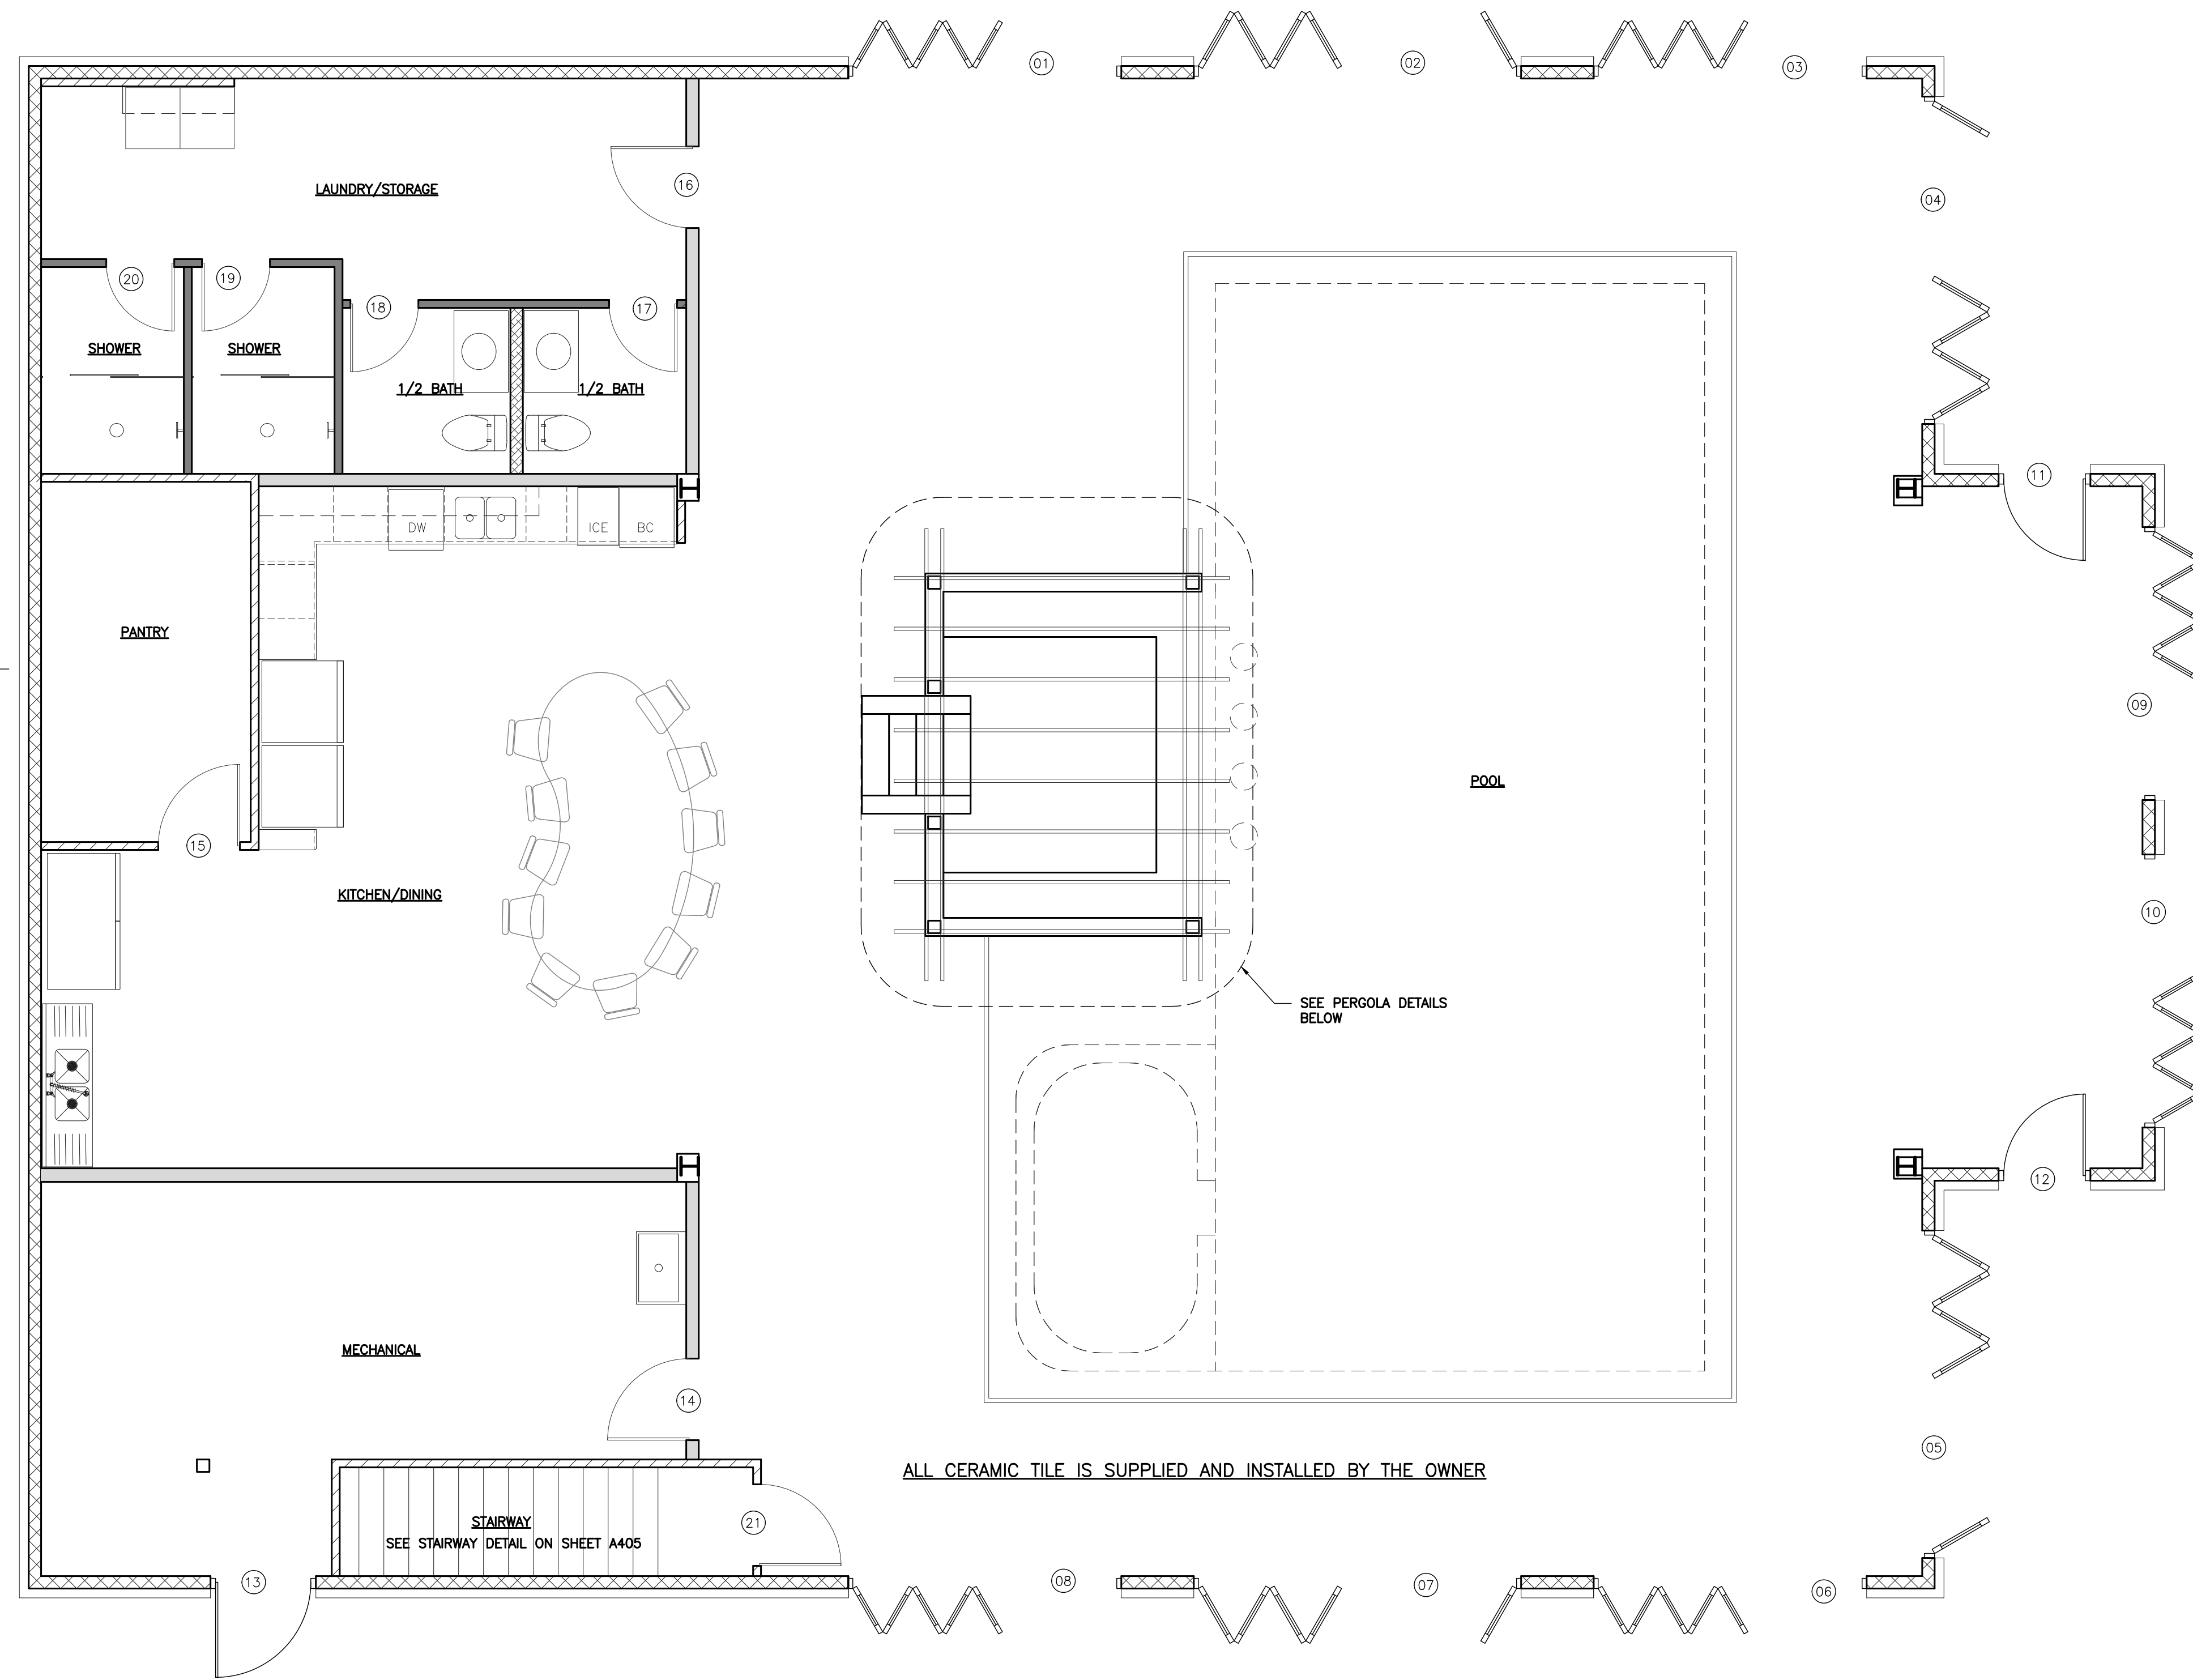 01
02
03
LAUNDRY/STORAGE
16
04
20
19
18
17
SHOWER
SHOWER
1/2 BATH
1/2 BATH
11
DW
ICE
BC
PANTRY
09
POOL
15
KITCHEN/DINING
10
SEE PERGOLA DETAILS
BELOW
12
MECHANICAL
14
05
ALL CERAMIC TILE IS SUPPLIED AND INSTALLED BY THE OWNER
STAIRWAY
SEE STAIRWAY DETAIL ON SHEET A405
21
13
08
07
06